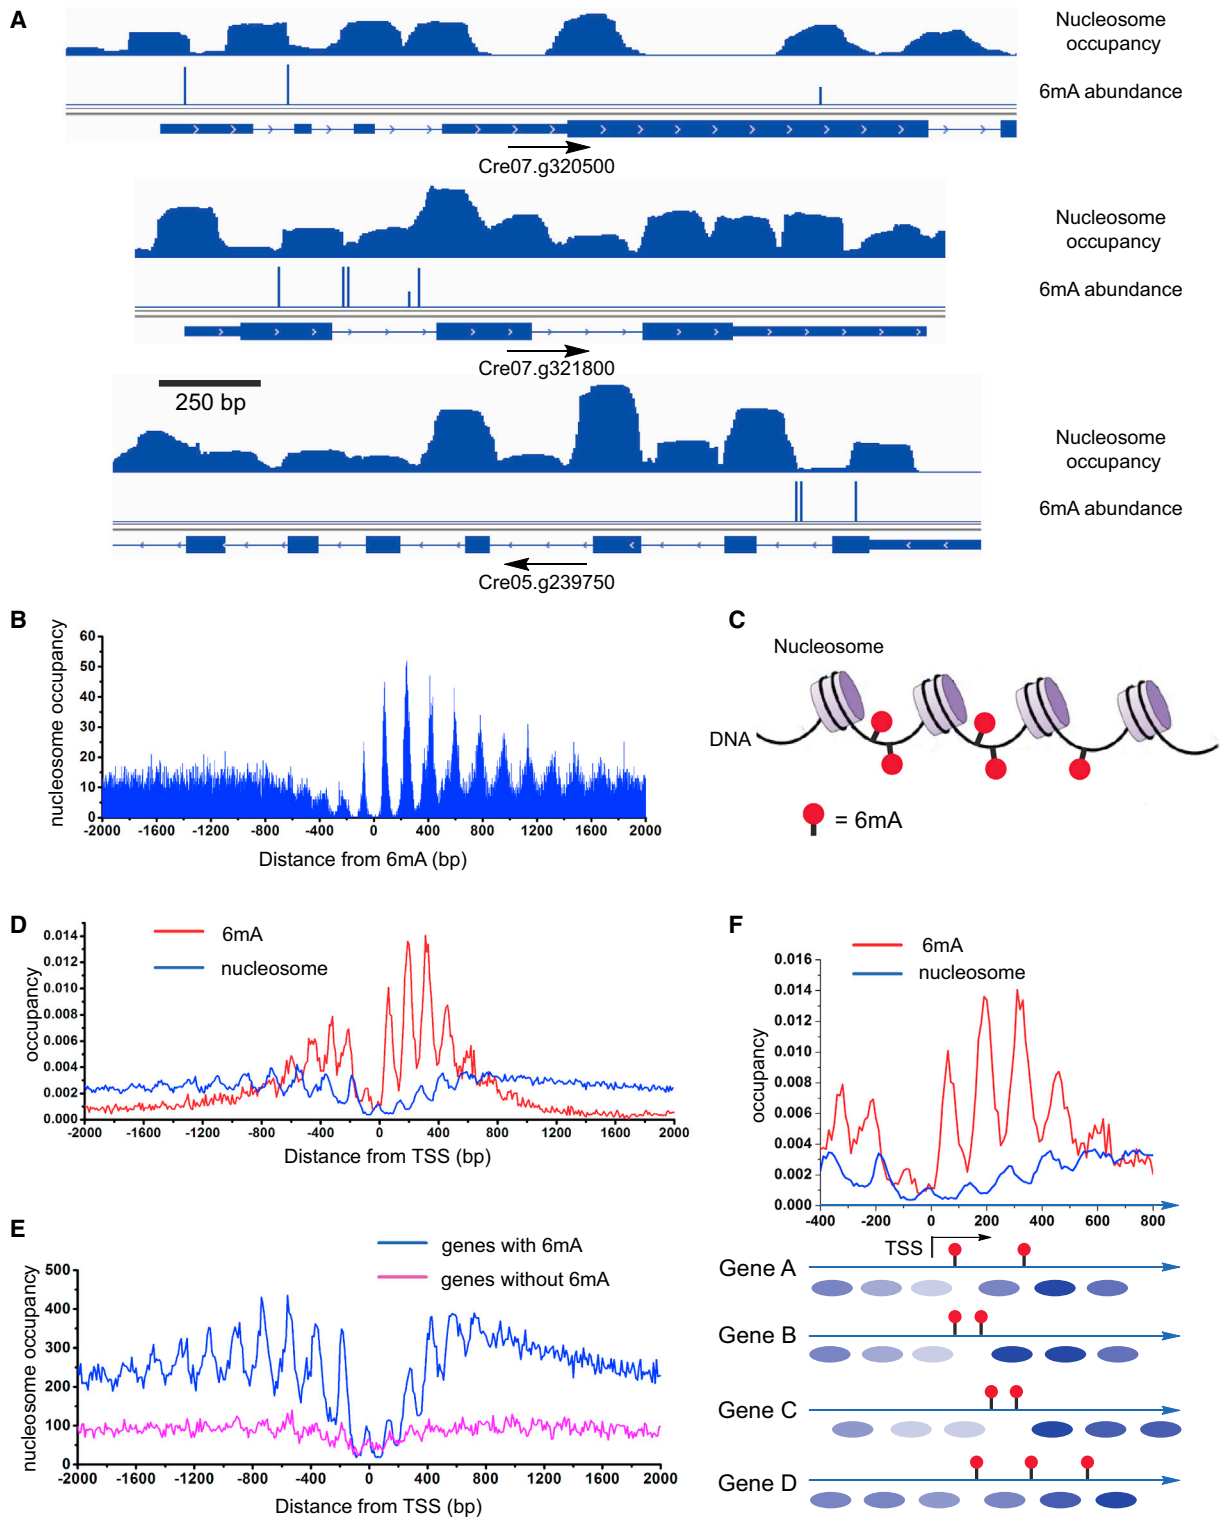 A
Nucleosome
occupancy
6mA abundance
Cre07.g320500
Nucleosome
occupancy
6mA abundance
Cre07.g321800
250 bp
Nucleosome
occupancy
6mA abundance
Cre05.g239750
B
nucleosome occupancy
60
50
40
30
20
10
0
-2000 -1600 -1200 -800 -400 0 400 800 1200 1600 2000
Distance from 6mA (bp)
C
Nucleosome
DNA
= 6mA
D
6mA
nucleosome
occupancy
0.014
0.012
0.010
0.008
0.006
0.004
0.002
0.000
-2000 -1600 -1200 -800 -400 0 400 800 1200 1600 2000
Distance from TSS (bp)
E
genes with 6mA
genes without 6mA
nucleosome occupancy
500
400
300
200
100
0
-2000 -1600 -1200 -800 -400 0 400 800 1200 1600 2000
Distance from TSS (bp)
F
6mA
nucleosome
occupancy
0.016
0.014
0.012
0.010
0.008
0.006
0.004
0.002
0.000
-400 -200 0 200 400 600 800
TSS
Gene A
Gene B
Gene C
Gene D